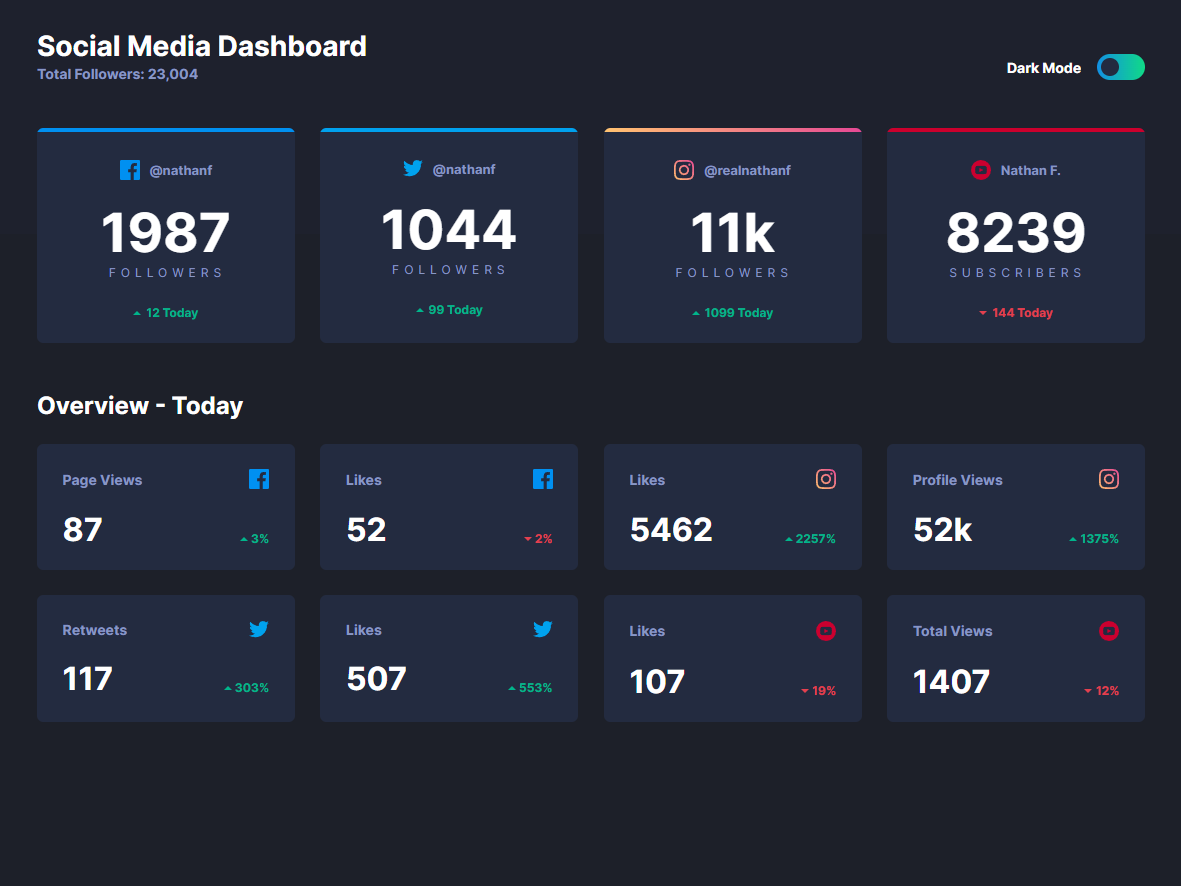 Social Media Dashboard
Total Followers: 23,004
Dark Mode
@nathanf
1987
FOLLOWERS
12 Today
@nathanf
1044
FOLLOWERS
99 Today
@realnathanf
11k
FOLLOWERS
1099 Today
Nathan F.
8239
SUBSCRIBERS
144 Today
Overview - Today
Page Views
87
3%
Likes
52
2%
Likes
5462
2257%
Profile Views
52k
1375%
Retweets
117
303%
Likes
507
553%
Likes
107
19%
Total Views
1407
12%